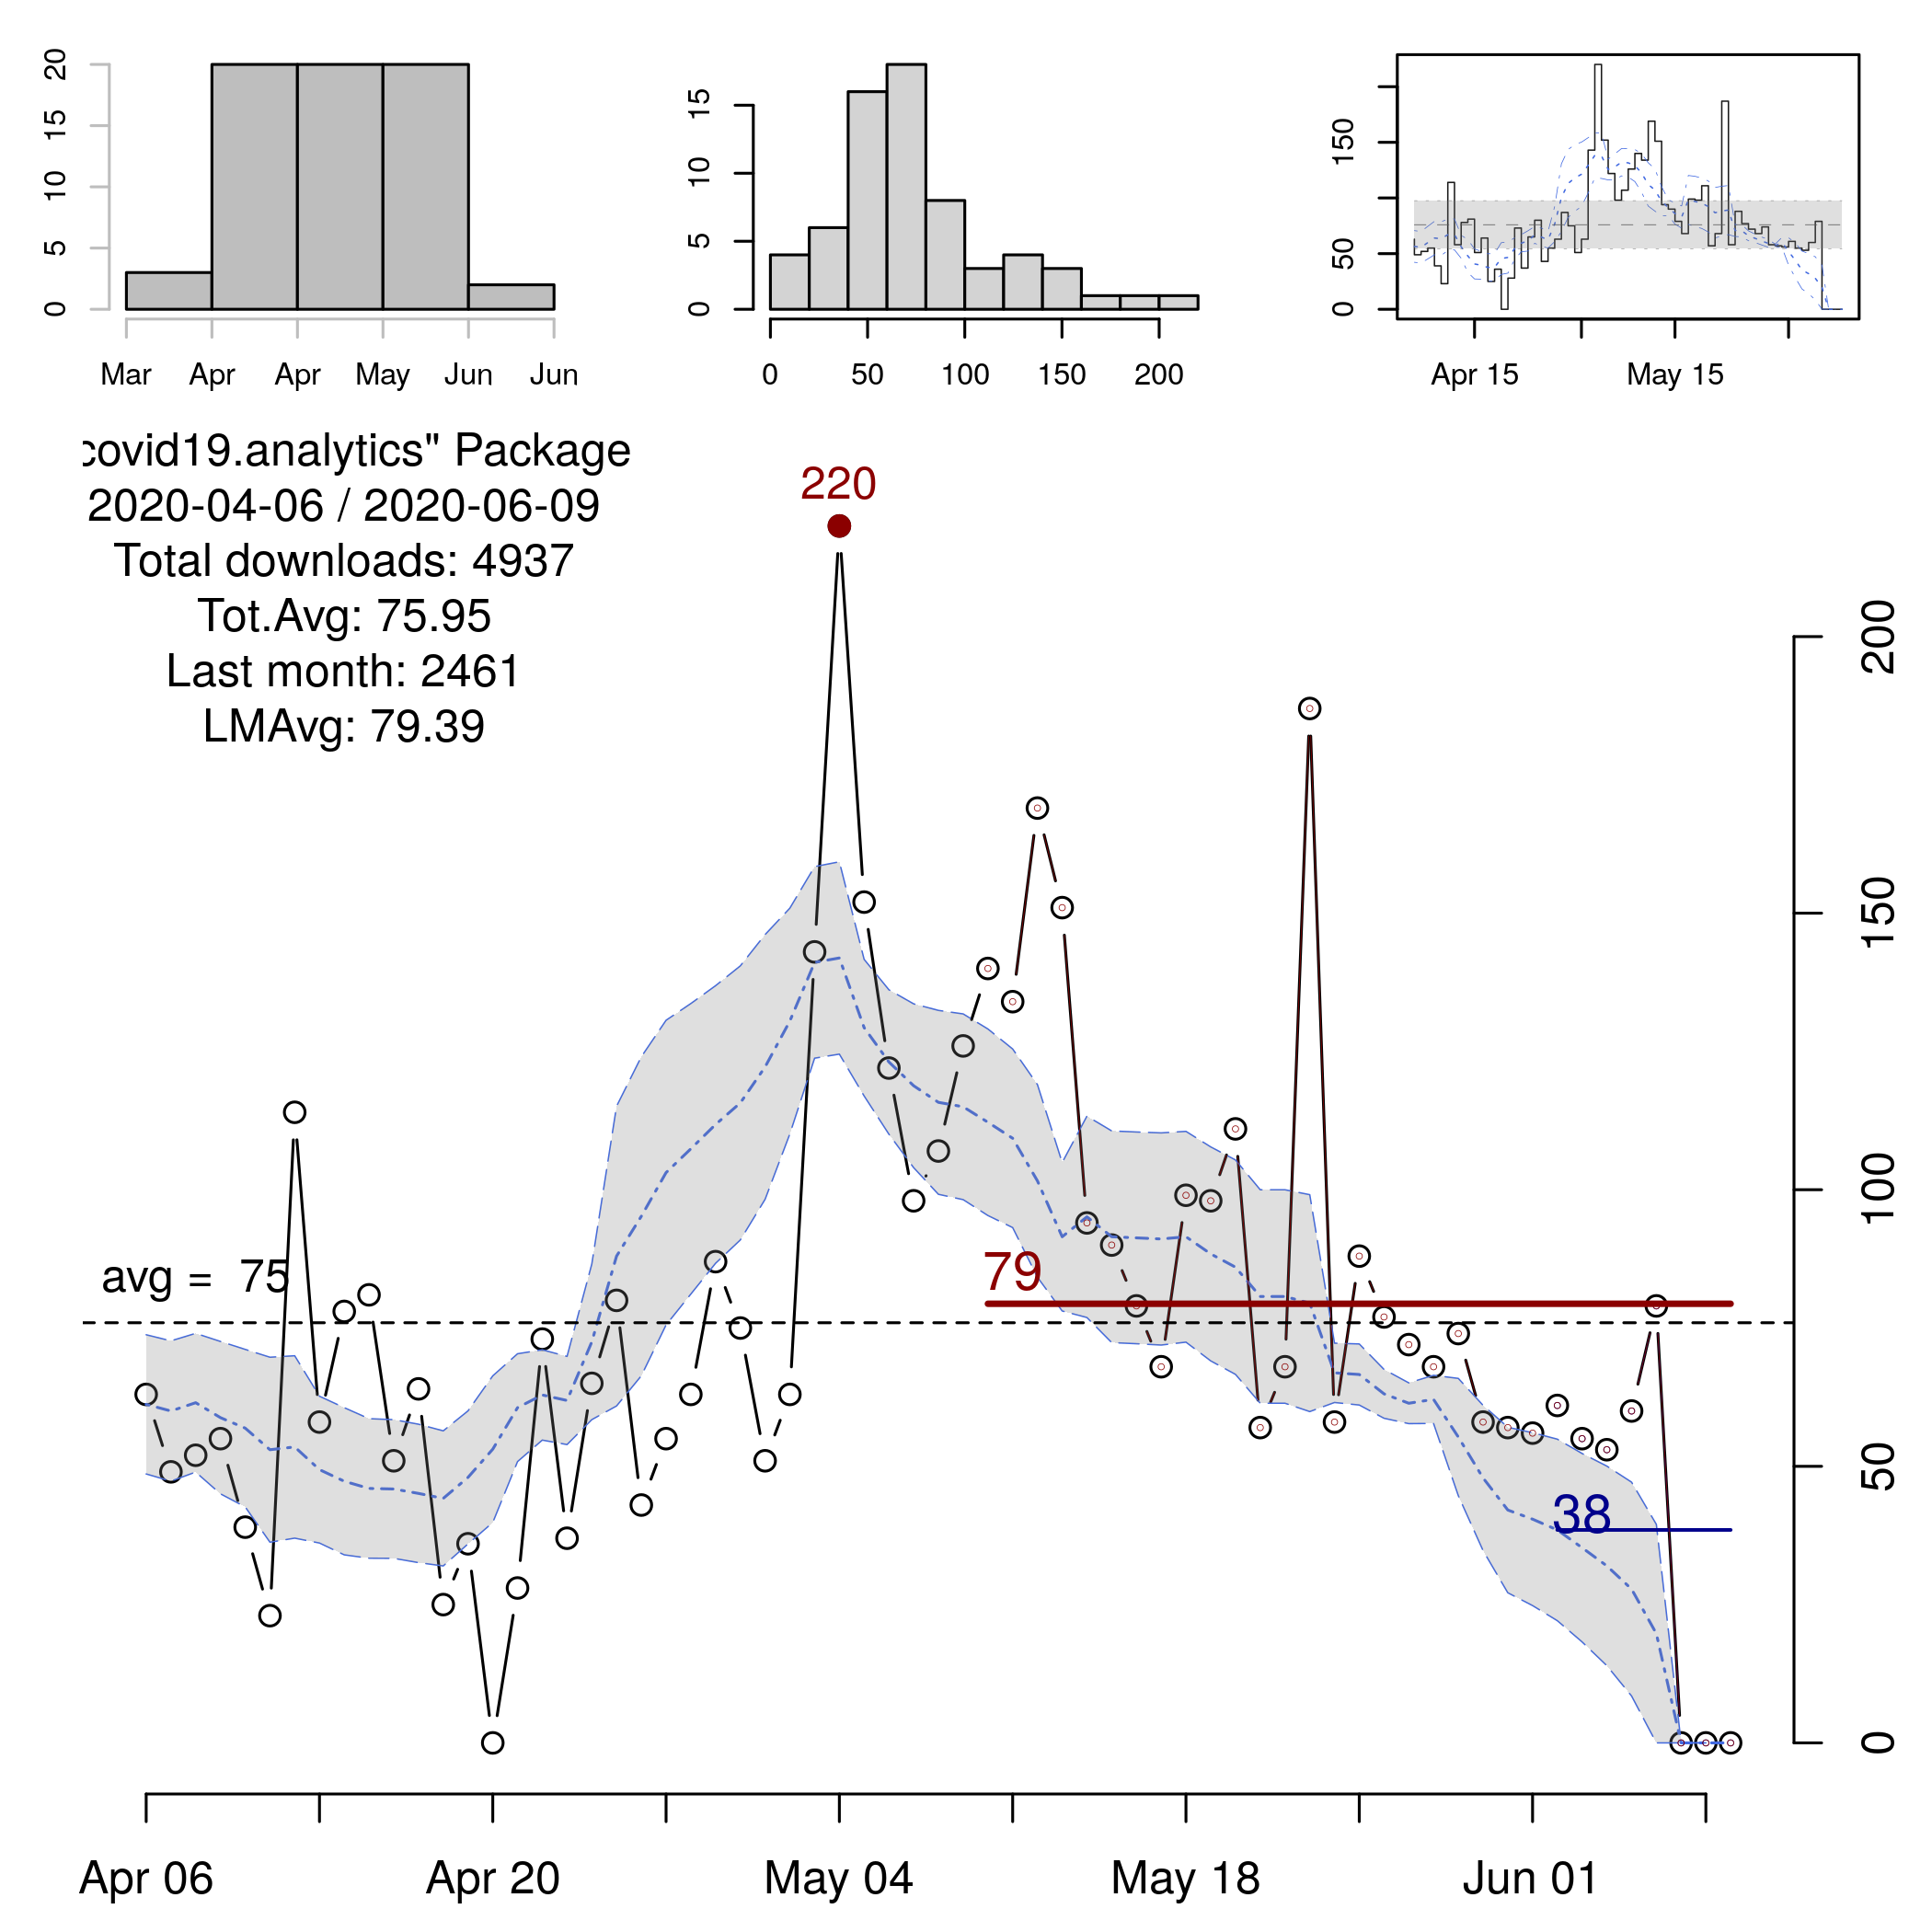 20
15
10
5
0
Mar Apr Apr May Jun Jun
15
10
5
0
0 50 100 150 200
150
50
0
Apr 15 May 15
covid19.analytics" Package
2020-04-06 / 2020-06-09
Total downloads: 4937
Tot.Avg: 75.95
Last month: 2461
LMAvg: 79.39
220
avg = 75
79
38
200
150
100
50
0
Apr 06 Apr 20 May 04 May 18 Jun 01